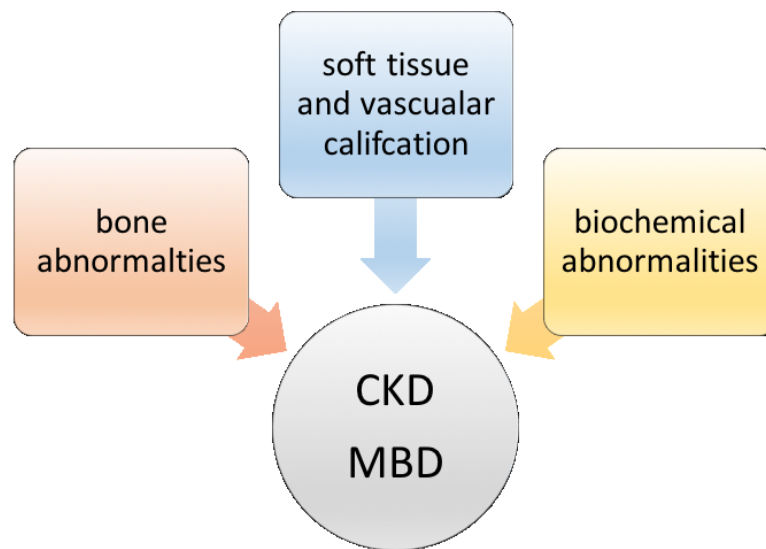 soft tissue
and vascualar
califcation
bone
abnormalties
biochemical
abnormalities
CKD
MBD